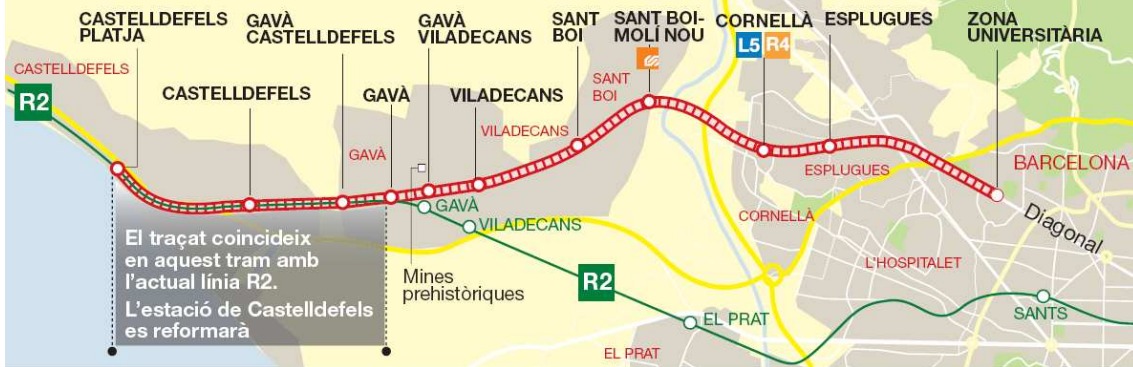 CASTELLDEFELS
PLATJA
GAVÀ
CASTELLDEFELS
GAVÀ
VILADECANS
SANT
BOI
SANT BOI-
MOLÍ NOU
CORNELLÀ
L5 R4
ESPLUGUES
ZONA
UNIVERSITÀRIA
CASTELLDEFELS
R2
CASTELLDEFELS
GAVÀ
VILADECANS
SANT
BOI
VILADECANS
GAVÀ
ESPLUGUES
BARCELONA
GAVÀ
VILADECANS
CORNELLÀ
Diagonal
El traçat coincideix
en aquest tram amb
l'actual línia R2.
L'estació de Castelldefels
es reformarà
Mines
prehistòriques
R2
L'HOSPITALET
EL PRAT
SANTS
EL PRAT